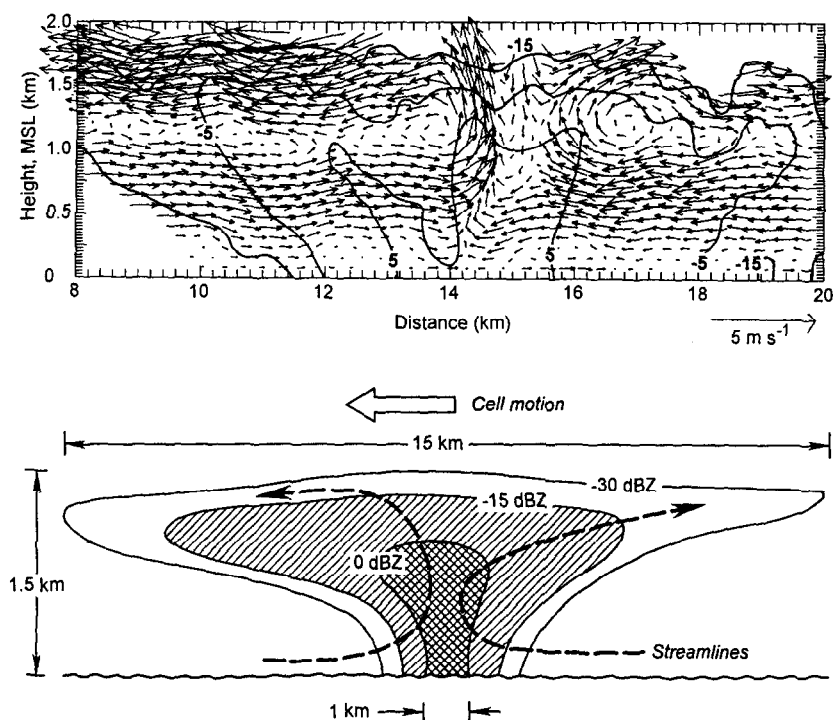 2.0
1.5
1.0
0.5
0
Height, MSL (km)
-15
-5
5
5
-5
-15
8
10
12
14
16
18
20
Distance (km)
5 m s-1
Cell motion
15 km
-30 dBZ
-15 dBZ
0 dBZ
1.5 km
Streamlines
1 km